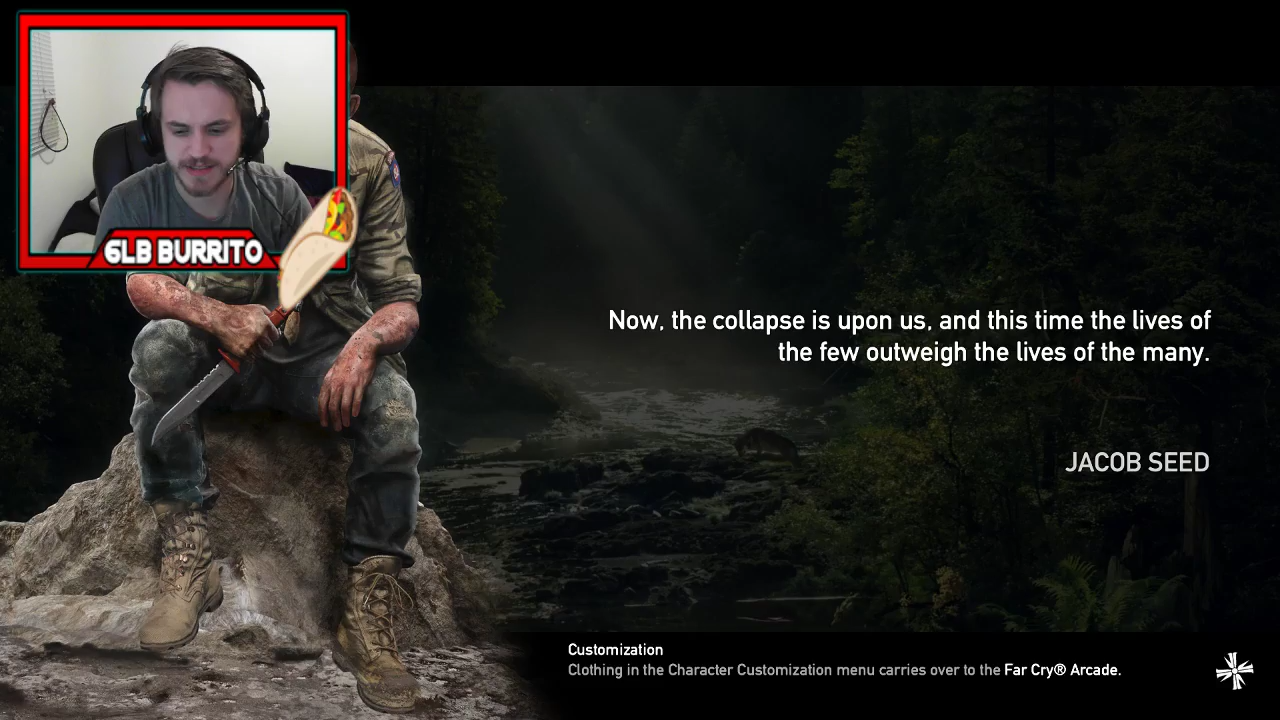 6LB BURRITO
Now, the collapse is upon us, and this time the lives of
the few outweigh the lives of the many.
JACOB SEED
Customization
Clothing in the Character Customization menu carries over to the Far Cry® Arcade.